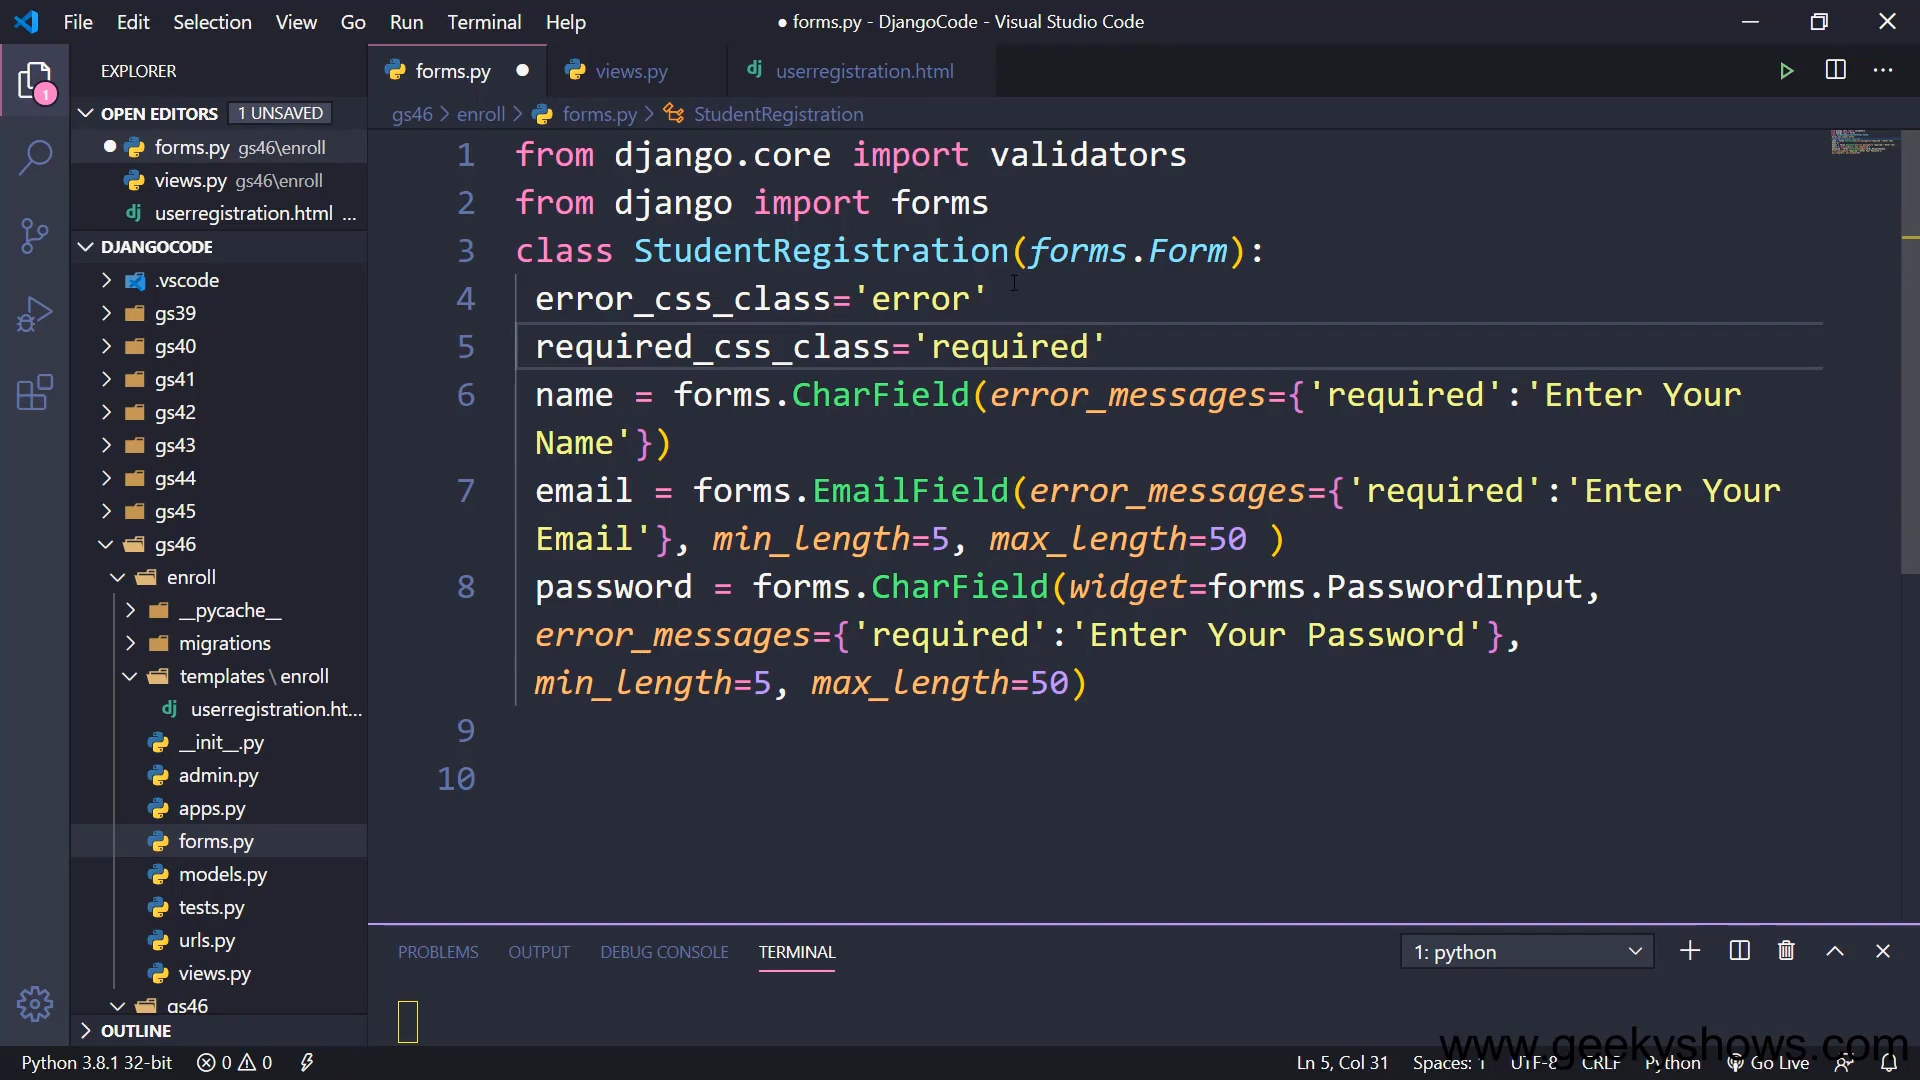 File Edit Selection View Go Run Terminal Help
● forms.py - DjangoCode - Visual Studio Code
EXPLORER
forms.py
views.py
userregistration.html
1
OPEN EDITORS 1 UNSAVED
forms.py gs46\enroll
views.py gs46\enroll
userregistration.html ...
DJANGOCODE
.vscode
gs39
gs40
gs41
gs42
gs43
gs44
gs45
gs46
enroll
__pycache__
migrations
templates\enroll
userregistration.ht...
__init__.py
admin.py
apps.py
forms.py
models.py
tests.py
urls.py
views.py
gs46
OUTLINE
gs46 > enroll > forms.py > StudentRegistration
1 from django.core import validators
2 from django import forms
3 class StudentRegistration(forms.Form):
4 error_css_class='error'
5 required_css_class='required'
6 name = forms.CharField(error_messages={'required':'Enter Your
Name'})
7 email = forms.EmailField(error_messages={'required':'Enter Your
Email'}, min_length=5, max_length=50 )
8 password = forms.CharField(widget=forms.PasswordInput,
error_messages={'required':'Enter Your Password'},
min_length=5, max_length=50)
9
10
PROBLEMS OUTPUT DEBUG CONSOLE TERMINAL
1: python
www.geekyshows.com
Python 3.8.1 32-bit 0 0
Ln 5, Col 31 Spaces: 1 UTF-8 CRLF Python Go Live